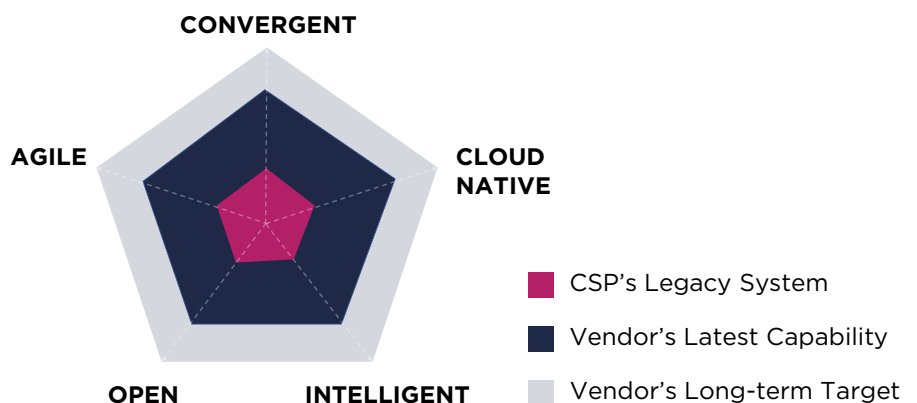 CONVERGENT
AGILE
CLOUD
NATIVE
CSP's Legacy System
Vendor's Latest Capability
Vendor's Long-term Target
OPEN
INTELLIGENT